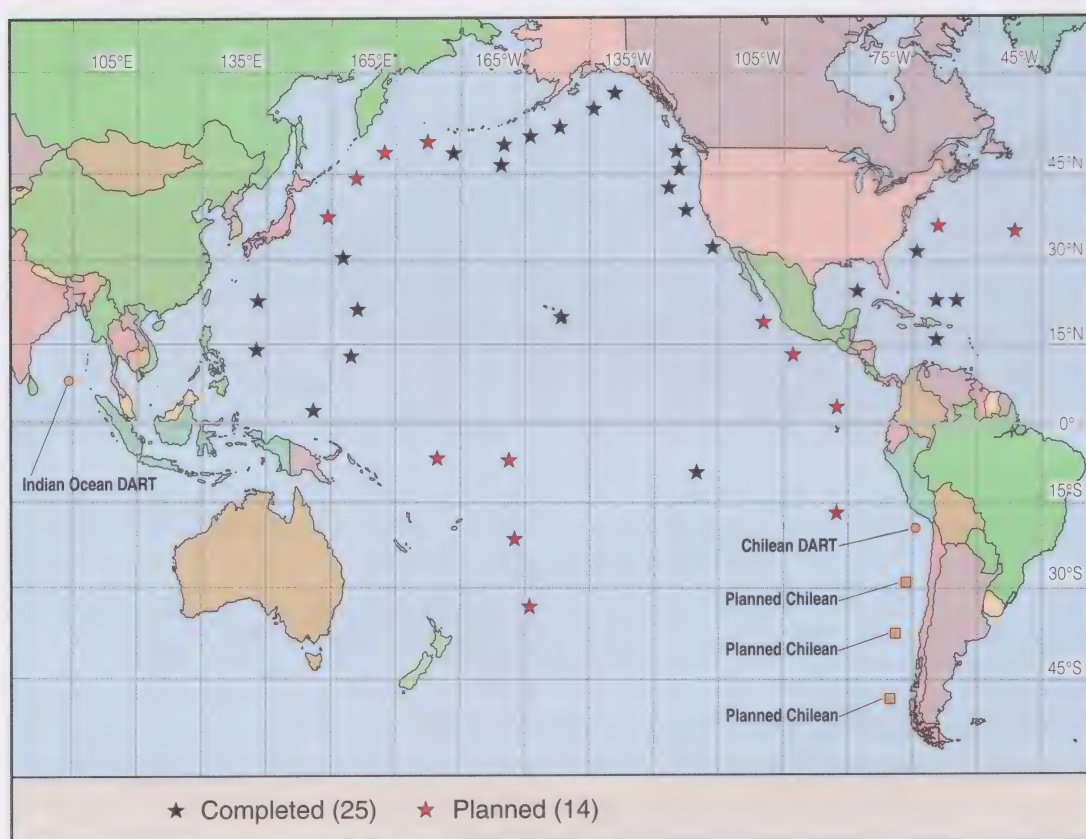 105°E 135°E 165°E 165°W 135°W 105°W 75°W 45°W
45°N
30°N
15°N
0°
Indian Ocean DART
15°S
Chilean DART
30°S
Planned Chilean
Planned Chilean
45°S
Planned Chilean
★ Completed (25) ★ Planned (14)